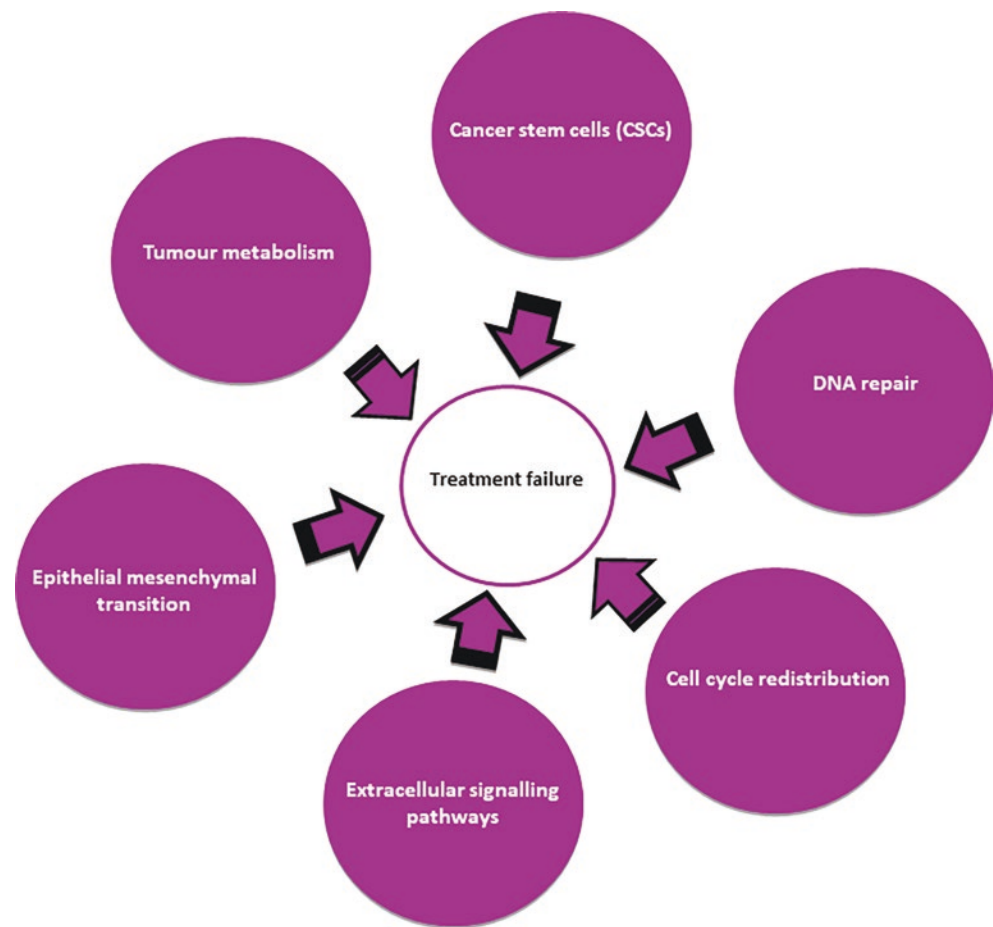 Cancer stem cells (CSCs)
Tumour metabolism
DNA repair
Treatment failure
Epithelial mesenchymal
transition
Cell cycle redistribution
Extracellular signalling
pathways